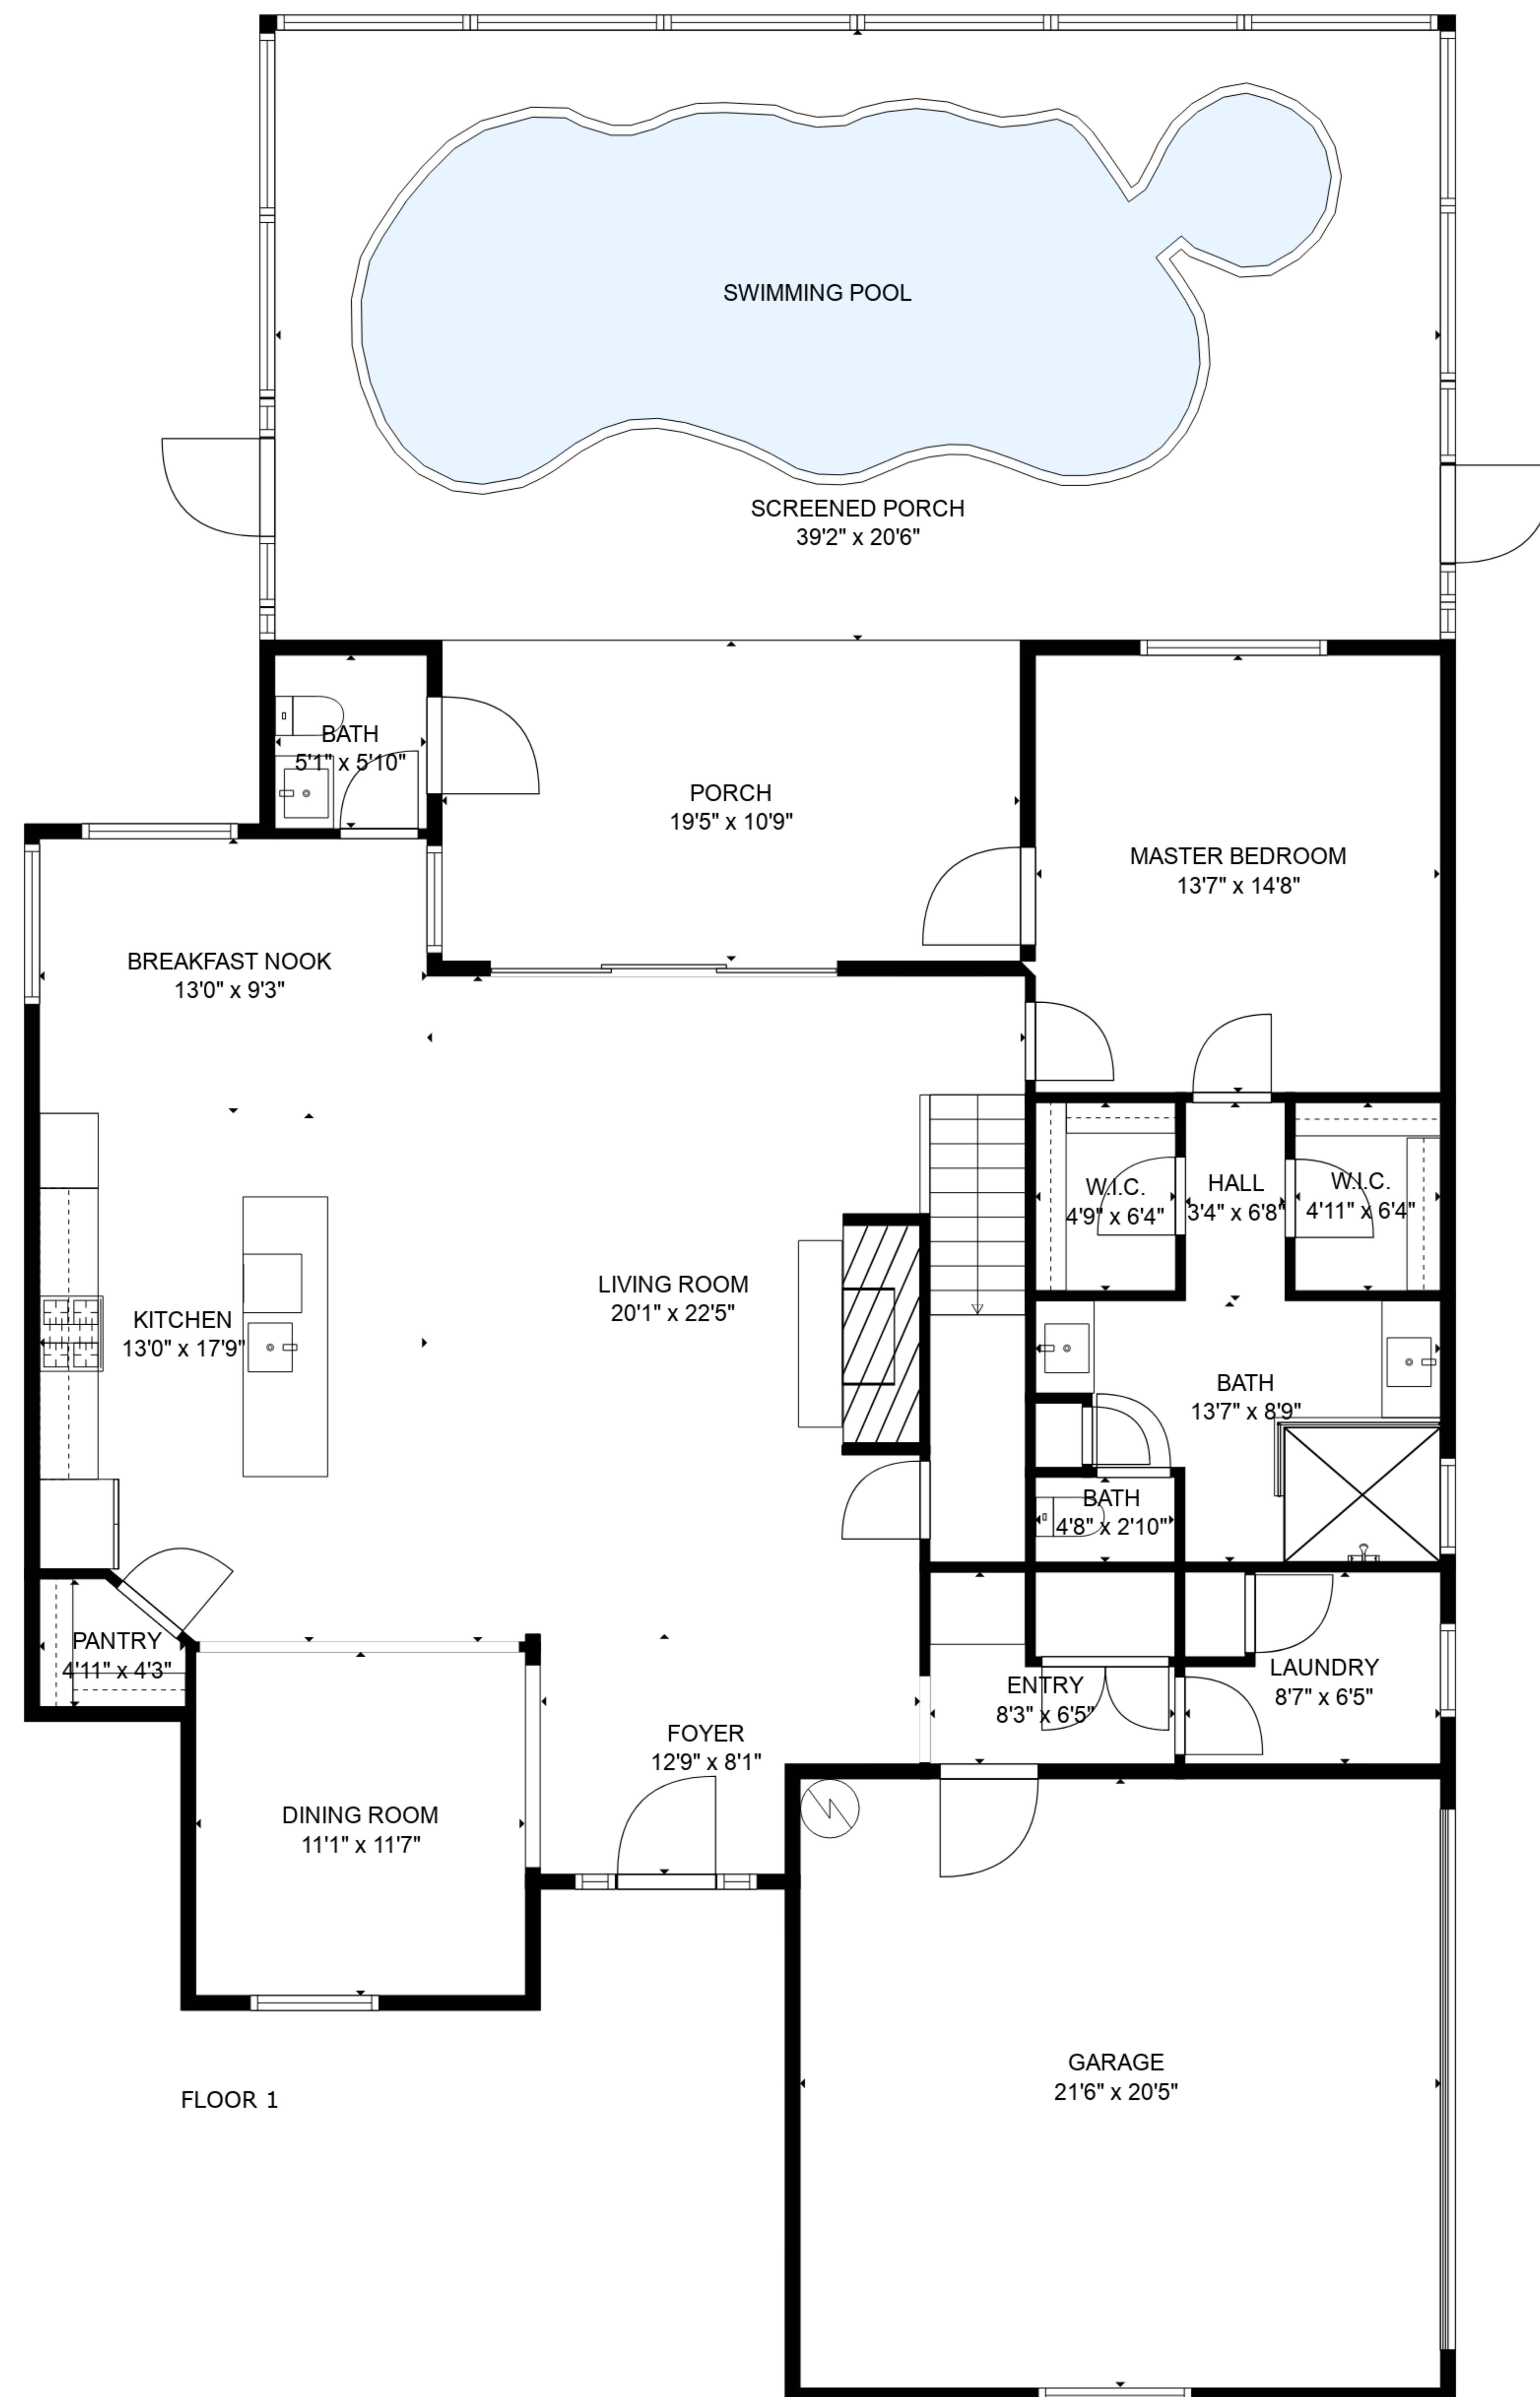 SWIMMING POOL
SCREENED PORCH
39'2" x 20'6"
BATH
5'1" x 5'10"
PORCH
19'5" x 10'9"
MASTER BEDROOM
13'7" x 14'8"
BREAKFAST NOOK
13'0" x 9'3"
W.I.C.
4'9" x 6'4"
HALL
3'4" x 6'8"
W.I.C.
4'11" x 6'4"
LIVING ROOM
20'1" x 22'5"
KITCHEN
13'0" x 17'9"
BATH
13'7" x 8'9"
BATH
4'8" x 2'10"
PANTRY
4'11" x 4'3"
ENTRY
8'3" x 6'5"
LAUNDRY
8'7" x 6'5"
FOYER
12'9" x 8'1"
DINING ROOM
11'1" x 11'7"
GARAGE
21'6" x 20'5"
FLOOR 1